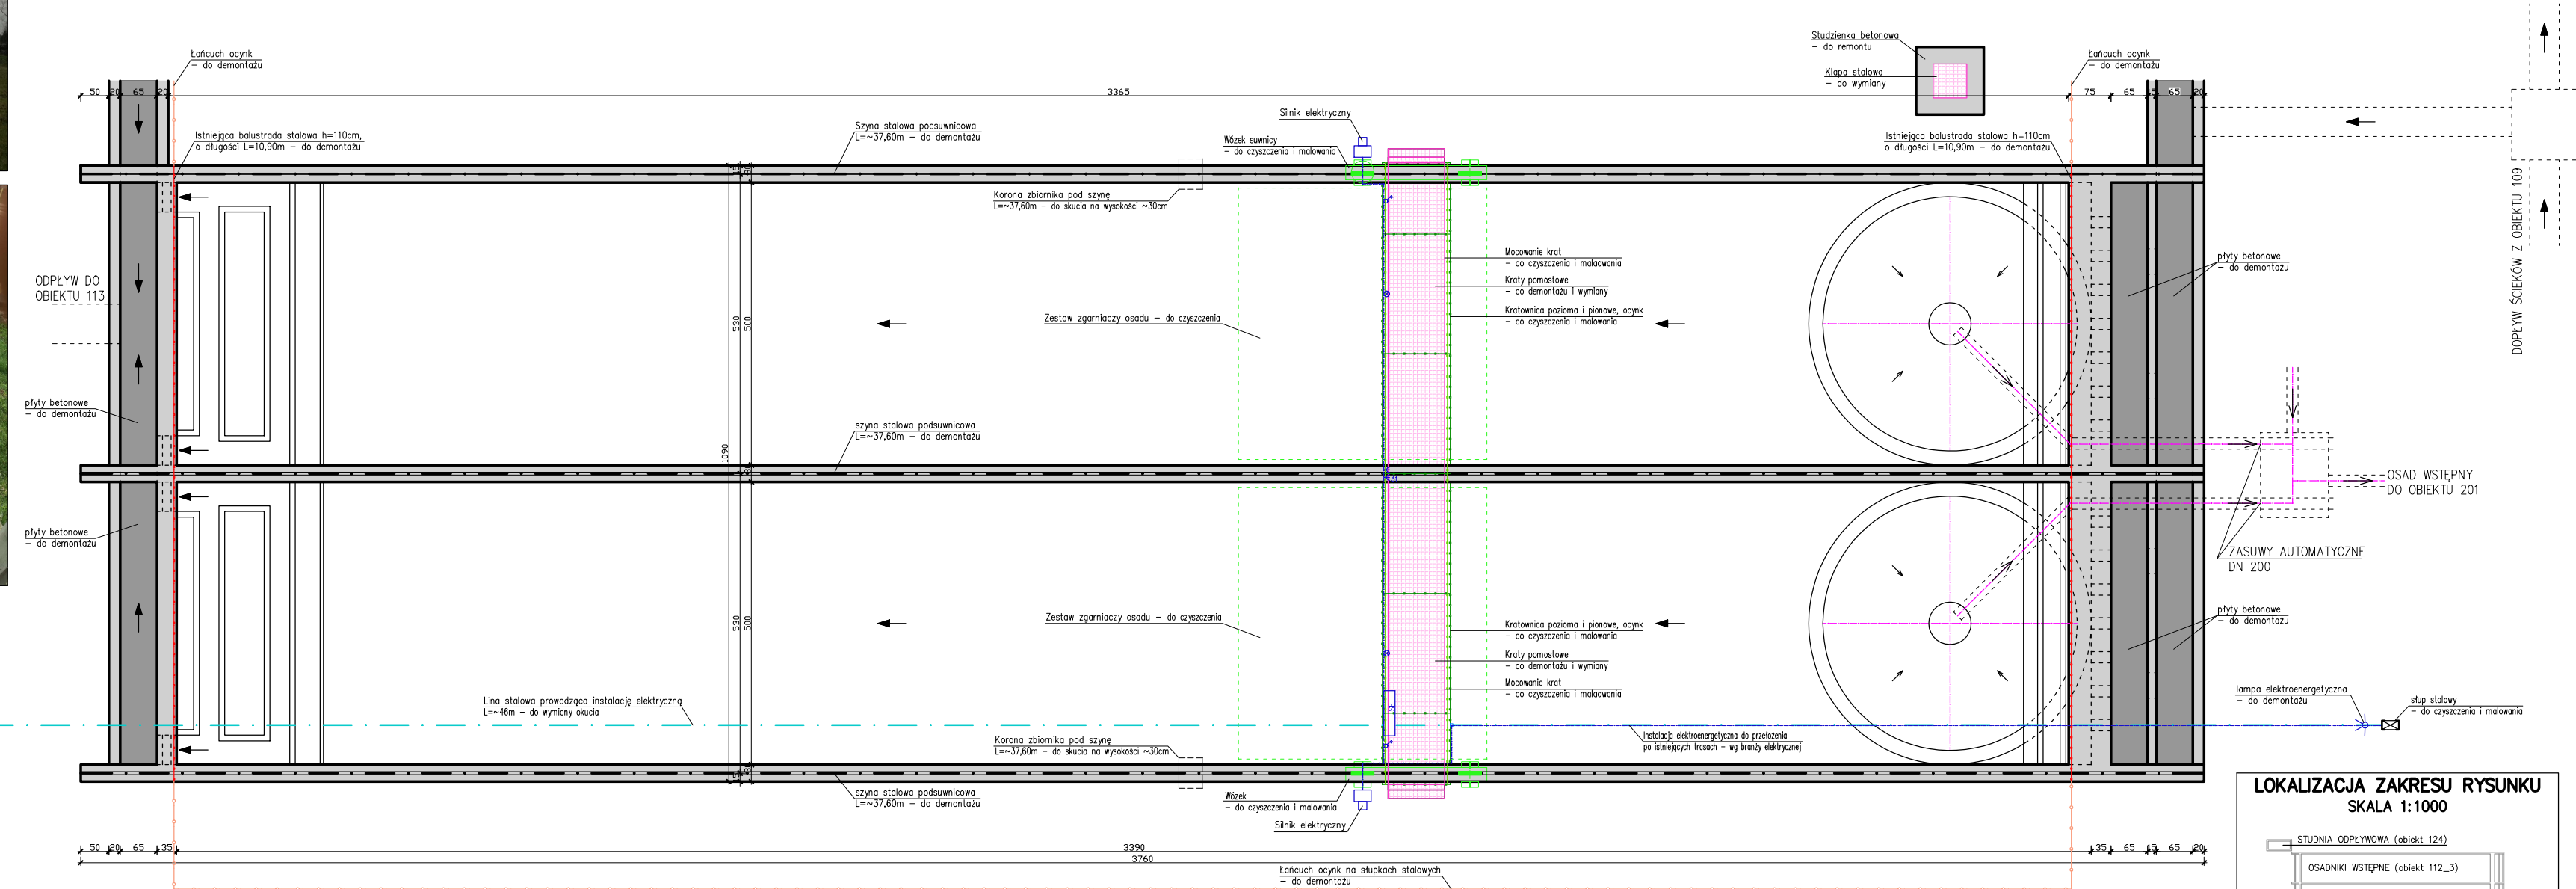 Łańcuch ocynk
– do demontażu
Studzienka betonowa
– do remontu
Klapa stalowa
– do wymiany
Łańcuch ocynk
– do demontażu
50 20 65 20 3365 75 65 15 65 20
Istniejąca balustrada stalowa h=110cm,
o długości L=10,90m – do demontażu
Szyna stalowa podsuwnicowa
L=~37,60m – do demontażu
Silnik elektryczny
Wózek suwnicy
– do czyszczenia i malowania
Istniejąca balustrada stalowa h=110cm
o długości L=10,90m – do demontażu
Korona zbiornika pod szynę
L=~37,60m – do skucia na wysokości ~30cm
DOPŁYW ŚCIEKÓW Z OBIEKTU 109
ODPŁYW DO
OBIEKTU 113
Mocowanie krat
– do czyszczenia i malaowania
Kraty pomostowe
– do demontażu i wymiany
Kratownica pozioma i pionowe, ocynk
– do czyszczenia i malowania
płyty betonowe
– do demontażu
Zestaw zgarniaczy osadu – do czyszczenia
530
500
płyty betonowe
– do demontażu
szyna stalowa podsuwnicowa
L=~37,60m – do demontażu
1090
30
OSAD WSTĘPNY
DO OBIEKTU 201
płyty betonowe
– do demontażu
ZASUWY AUTOMATYCZNE
DN 200
530
500
Zestaw zgarniaczy osadu – do czyszczenia
Kratownica pozioma i pionowe, ocynk
– do czyszczenia i malowania
Kraty pomostowe
– do demontażu i wymiany
Mocowanie krat
– do czyszczenia i malaowania
płyty betonowe
– do demontażu
Lina stalowa prowadząca instalację elektryczną
L=~46m – do wymiany okucia
lampa elektroenergetyczna
– do demontażu
słup stalowy
– do czyszczenia i malowania
Instalacja elektroenergetyczna do przełożenia
po istniejących trasach – wg branży elektrycznej
Korona zbiornika pod szynę
L=~37,60m – do skucia na wysokości ~30cm
szyna stalowa podsuwnicowa
L=~37,60m – do demontażu
Wózek
– do czyszczenia i malowania
Silnik elektryczny
50 20 65 35 3390 35 65 15 65 20
3760
Łańcuch ocynk na słupkach stalowych
– do demontażu
LOKALIZACJA ZAKRESU RYSUNKU
SKALA 1:1000
STUDNIA ODPŁYWOWA (obiekt 124)
OSADNIKI WSTĘPNE (obiekt 112_3)